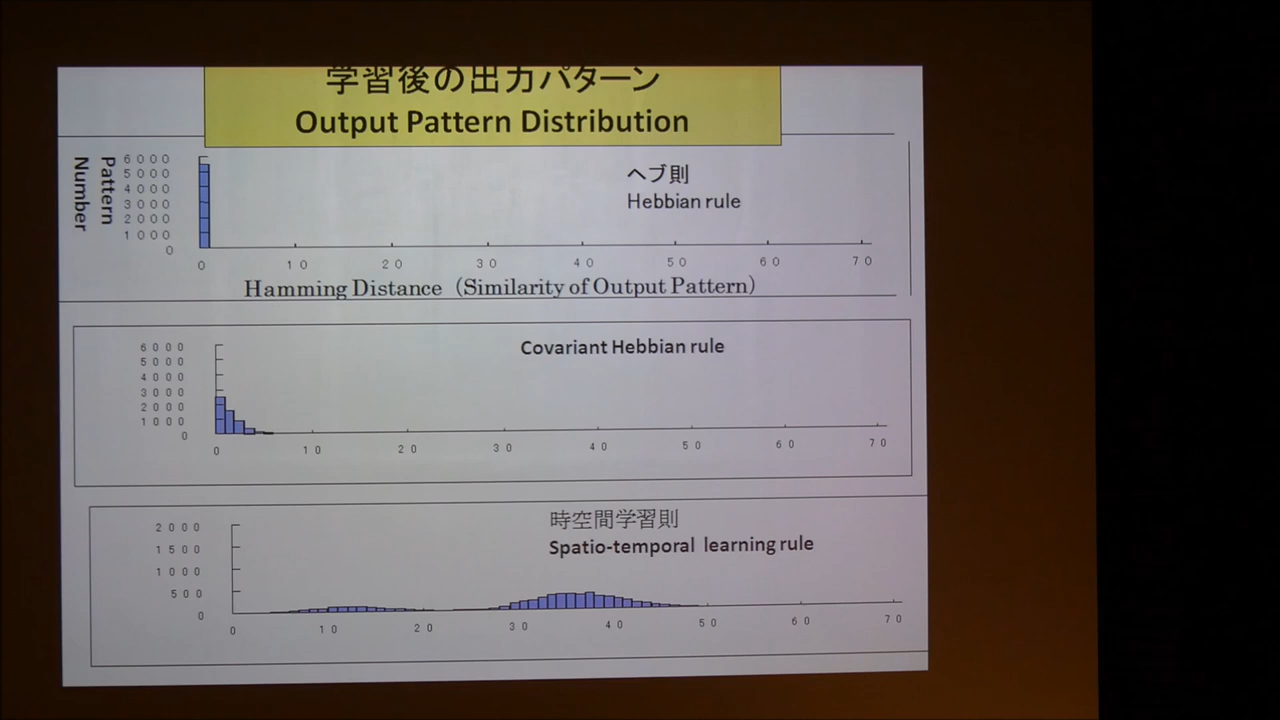 学習後の出力パターン
Output Pattern Distribution
Pattern
Number
6000
5000
4000
3000
2000
1000
0
ヘブ則
Hebbian rule
0 10 20 30 40 50 60 70
Hamming Distance（Similarity of Output Pattern）
Covariant Hebbian rule
6000
5000
4000
3000
2000
1000
0
0 10 20 30 40 50 60 70
時空間学習則
Spatio-temporal learning rule
2000
1500
1000
500
0
0 10 20 30 40 50 60 70